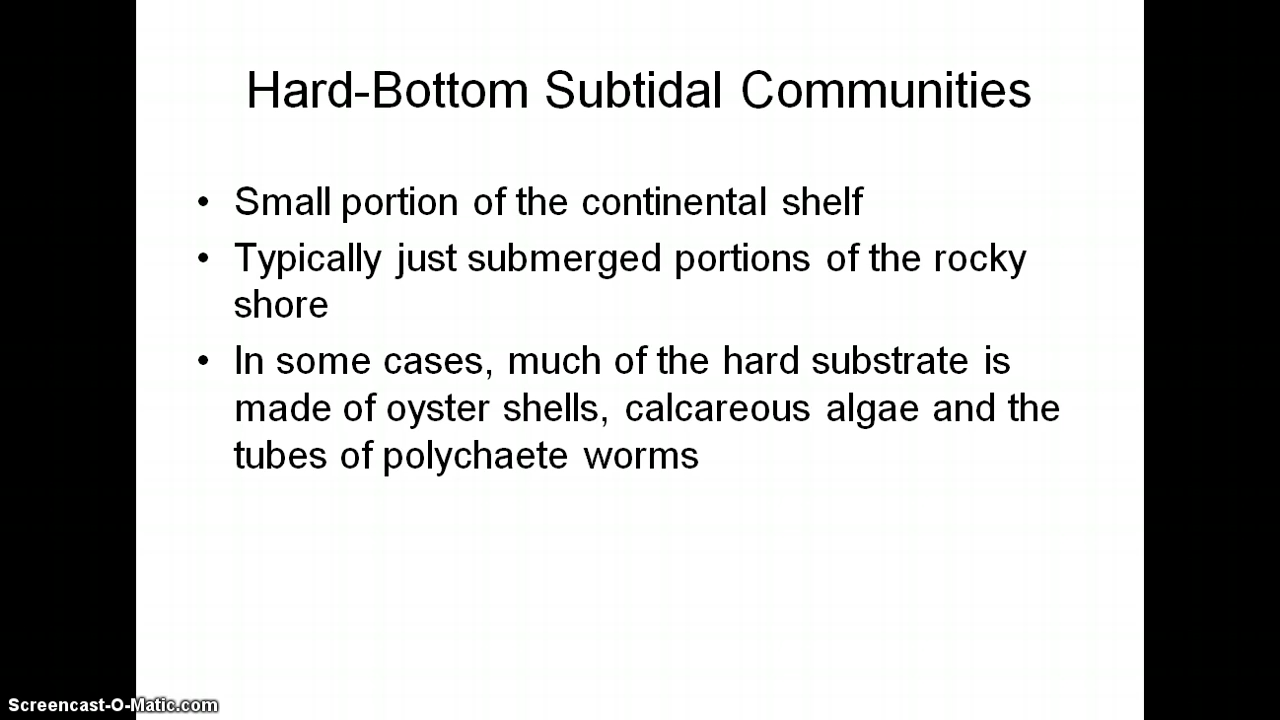 Hard-Bottom Subtidal Communities
• Small portion of the continental shelf
• Typically just submerged portions of the rocky
shore
• In some cases, much of the hard substrate is
made of oyster shells, calcareous algae and the
tubes of polychaete worms
Screencast-O-Matic.com